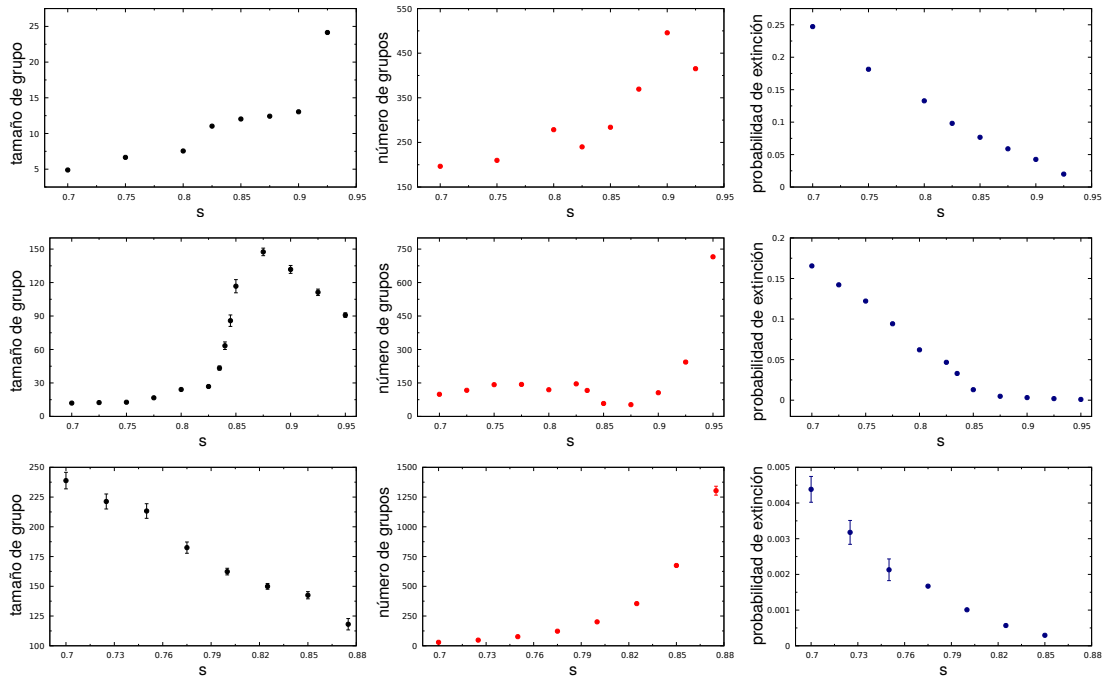 tamaño de grupo
25
20
15
10
5
0.7 0.75 0.8 0.85 0.9 0.95
s
número de grupos
550
450
350
250
150
0.7 0.75 0.8 0.85 0.9 0.95
s
probabilidad de extinción
0.25
0.2
0.15
0.1
0.05
0
0.7 0.75 0.8 0.85 0.9 0.95
s
tamaño de grupo
150
120
90
60
30
0
0.7 0.75 0.8 0.85 0.9 0.95
s
número de grupos
750
600
450
300
150
0
0.7 0.75 0.8 0.85 0.9 0.95
s
probabilidad de extinción
0.2
0.15
0.1
0.05
0
0.7 0.75 0.8 0.85 0.9 0.95
s
tamaño de grupo
250
225
200
175
150
125
100
0.7 0.73 0.76 0.79 0.82 0.85 0.88
s
número de grupos
1500
1250
1000
750
500
250
0
0.7 0.73 0.76 0.79 0.82 0.85 0.88
s
probabilidad de extinción
0.005
0.004
0.003
0.002
0.001
0
0.7 0.73 0.76 0.79 0.82 0.85 0.88
s